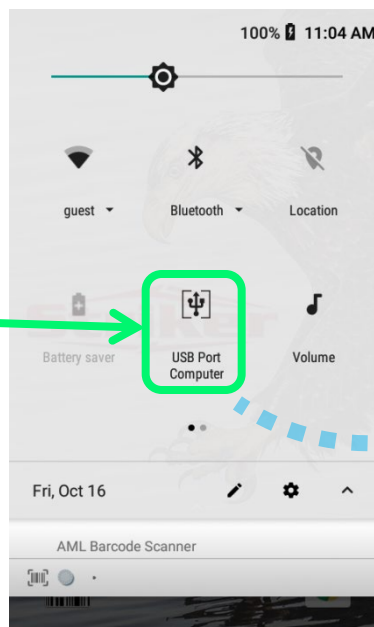 100% 11:04 AM
guest Bluetooth Location
Battery saver USB Port Computer Volume
Fri, Oct 16
AML Barcode Scanner